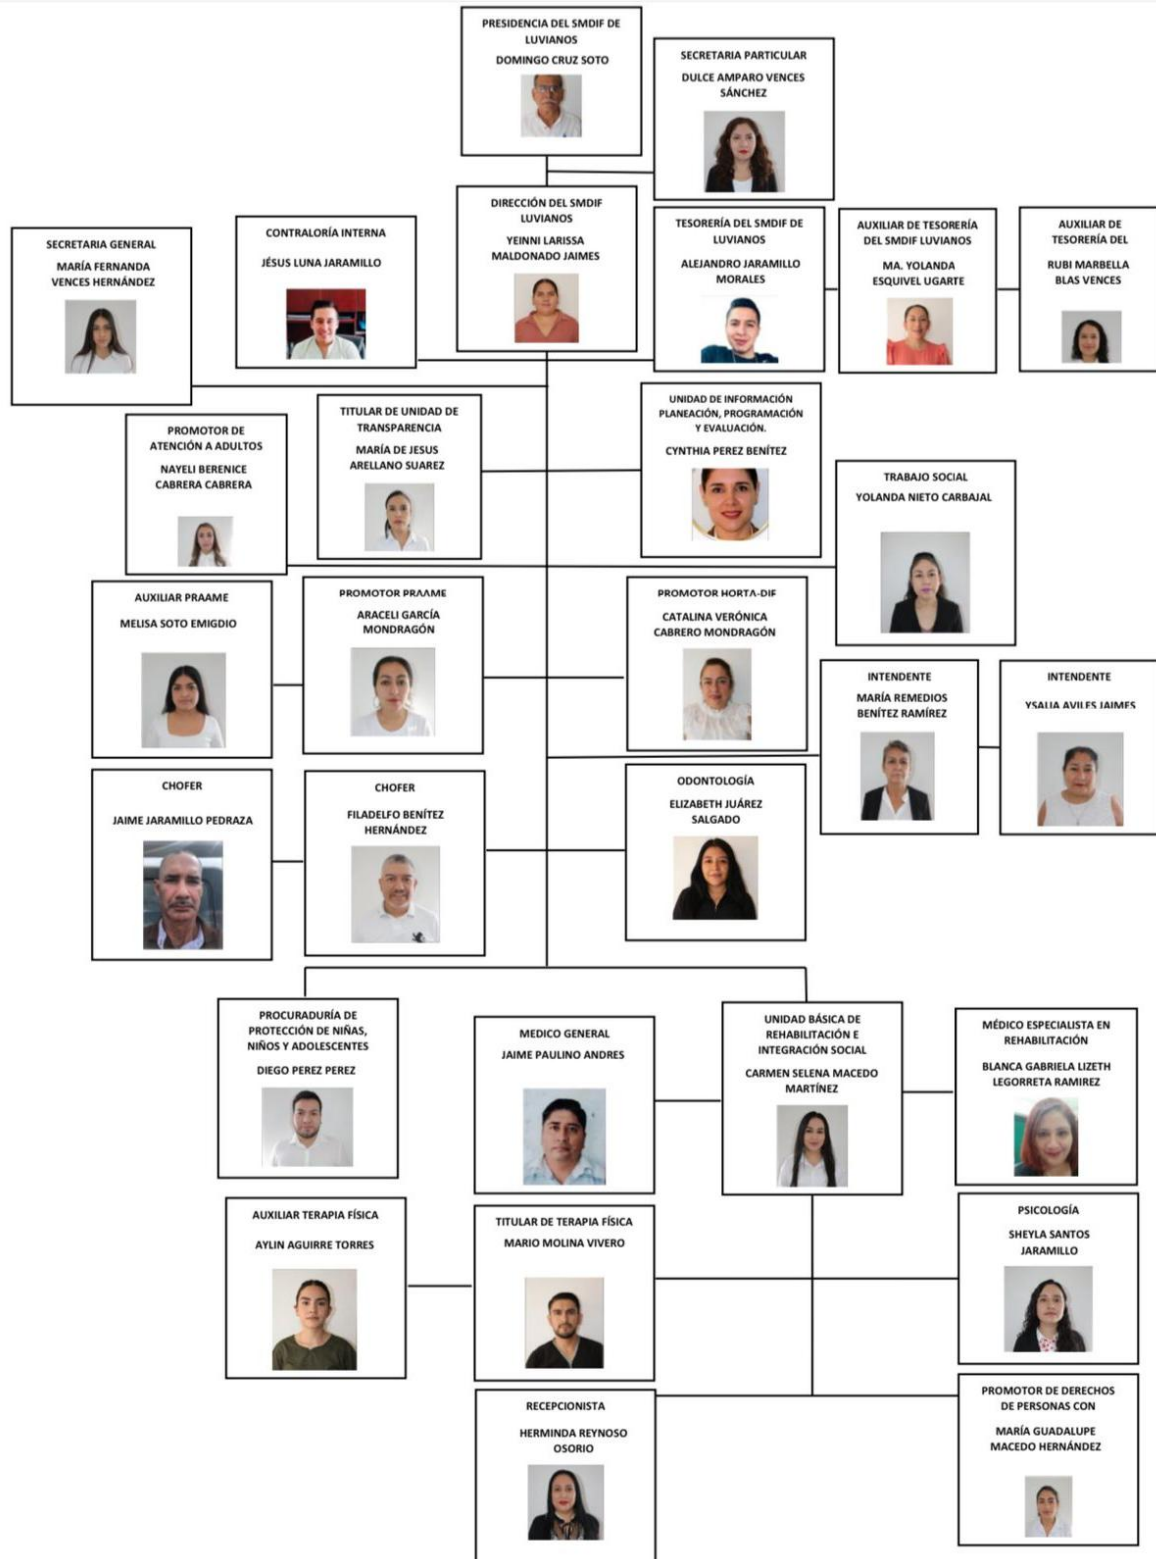 PRESIDENCIA DEL SMDIF DE
LUVIANOS
DOMINGO CRUZ SOTO
SECRETARIA PARTICULAR
DULCE AMPARO VENCES
SÁNCHEZ
DIRECCIÓN DEL SMDIF
LUVIANOS
YEINNI LARISSA
MALDONADO JAIMES
SECRETARIA GENERAL
MARÍA FERNANDA
VENCES HERNÁNDEZ
CONTRALORÍA INTERNA
JÉSUS LUNA JARAMILLO
TESORERÍA DEL SMDIF DE
LUVIANOS
ALEJANDRO JARAMILLO
MORALES
AUXILIAR DE TESORERÍA
DEL SMDIF LUVIANOS
MA. YOLANDA
ESQUIVEL UGARTE
AUXILIAR DE
TESORERÍA DEL
RUBI MARBELLA
BLAS VENCES
PROMOTOR DE
ATENCIÓN A ADULTOS
NAYELI BERENICE
CABRERA CABRERA
TITULAR DE UNIDAD DE
TRANSPARENCIA
MARÍA DE JESUS
ARELLANO SUAREZ
UNIDAD DE INFORMACIÓN
PLANEACIÓN, PROGRAMACIÓN
Y EVALUACIÓN.
CYNTHIA PEREZ BENÍTEZ
TRABAJO SOCIAL
YOLANDA NIETO CARBAJAL
AUXILIAR PRAAME
MELISA SOTO EMIGDIO
PROMOTOR PRAAME
ARACELI GARCÍA
MONDRAGÓN
PROMOTOR HORTA-DIF
CATALINA VERÓNICA
CABRERO MONDRAGÓN
INTENDENTE
MARÍA REMEDIOS
BENÍTEZ RAMÍREZ
INTENDENTE
YSALIA AVILES JAIMES
CHOFER
JAIME JARAMILLO PEDRAZA
CHOFER
FILADELFO BENÍTEZ
HERNÁNDEZ
ODONTOLOGÍA
ELIZABETH JUÁREZ
SALGADO
PROCURADURÍA DE
PROTECCIÓN DE NIÑAS,
NIÑOS Y ADOLESCENTES
DIEGO PEREZ PEREZ
MEDICO GENERAL
JAIME PAULINO ANDRES
UNIDAD BÁSICA DE
REHABILITACIÓN E
INTEGRACIÓN SOCIAL
CARMEN SELENA MACEDO
MARTÍNEZ
MÉDICO ESPECIALISTA EN
REHABILITACIÓN
BLANCA GABRIELA LIZETH
LEGORRETA RAMIREZ
AUXILIAR TERAPIA FÍSICA
AYLIN AGUIRRE TORRES
TITULAR DE TERAPIA FÍSICA
MARIO MOLINA VIVERO
PSICOLOGÍA
SHEYLA SANTOS
JARAMILLO
RECEPCIONISTA
HERMINDA REYNOSO
OSORIO
PROMOTOR DE DERECHOS
DE PERSONAS CON
MARÍA GUADALUPE
MACEDO HERNÁNDEZ